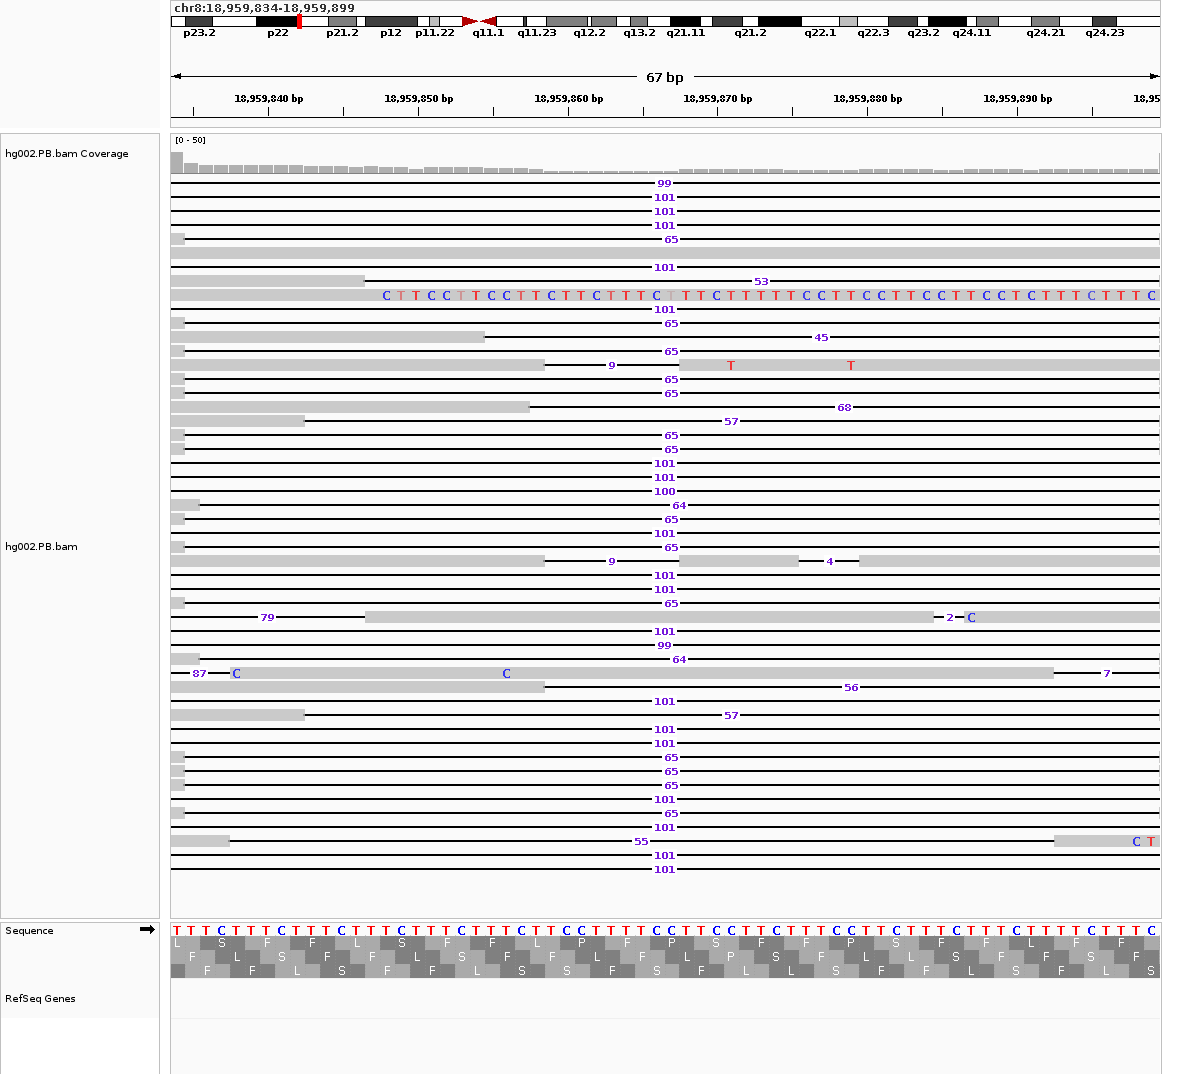 chr8:18,959,834-18,959,899
p23.2 p22 p21.2 p12 p11.22 q11.1 q11.23 q12.2 q13.2 q21.11 q21.2 q22.1 q22.3 q23.2 q24.11 q24.21 q24.23
67 bp
18,959,840 bp 18,959,850 bp 18,959,860 bp 18,959,870 bp 18,959,880 bp 18,959,890 bp 18,95
[0 - 50]
hg002.PB.bam Coverage
99
101
101
101
65
101
53
C T T C C T T C C T T C T T C T T T C T T T C T T T T T C C T T C C T T C C T T C C T C T T T C T T T C
101
65
45
65
9 T T
65
65
68
57
65
65
101
101
100
64
65
101
hg002.PB.bam 65
9 4
101
101
65
79 2 C
101
99
64
87 C C 7
56
101
57
101
101
65
65
65
101
65
101
55 C T
101
101
Sequence T T T C T T T C T T T C T T T C T T T C T T T C T T C C T T T T C C T T C C T T C T T T C C T T C T T T C T T T C T T T T C T T T C
L S F F L S F F L P F P S F F P S F F L F F
F L S F F L S F F L F L P S F L L S F F S F
F F L S F F L S S F S F L L S F F L S F L S
RefSeq Genes